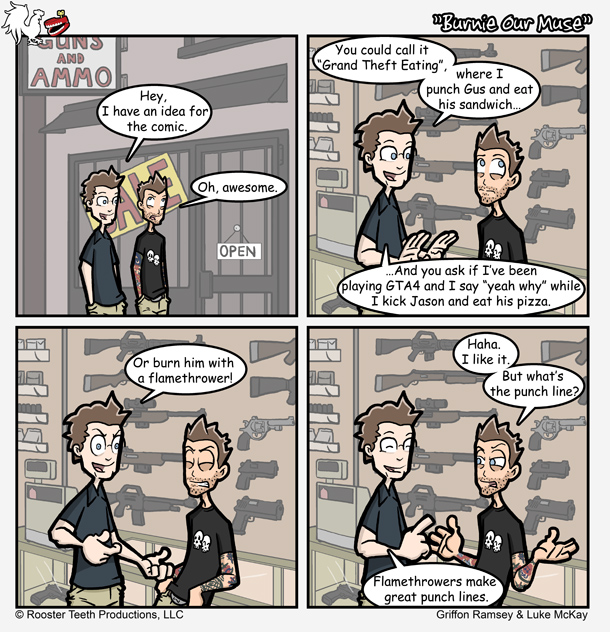 "Burnie Our Muse"
GUNS
AND
AMMO
Hey,
I have an idea for
the comic.
Oh, awesome.
SALE
OPEN
You could call it
"Grand Theft Eating",
where I
punch Gus and eat
his sandwich...
...And you ask if I've been
playing GTA4 and I say "yeah why" while
I kick Jason and eat his pizza.
Or burn him with
a flamethrower!
Haha.
I like it.
But what's
the punch line?
Flamethrowers make
great punch lines.
© Rooster Teeth Productions, LLC
Griffon Ramsey & Luke McKay